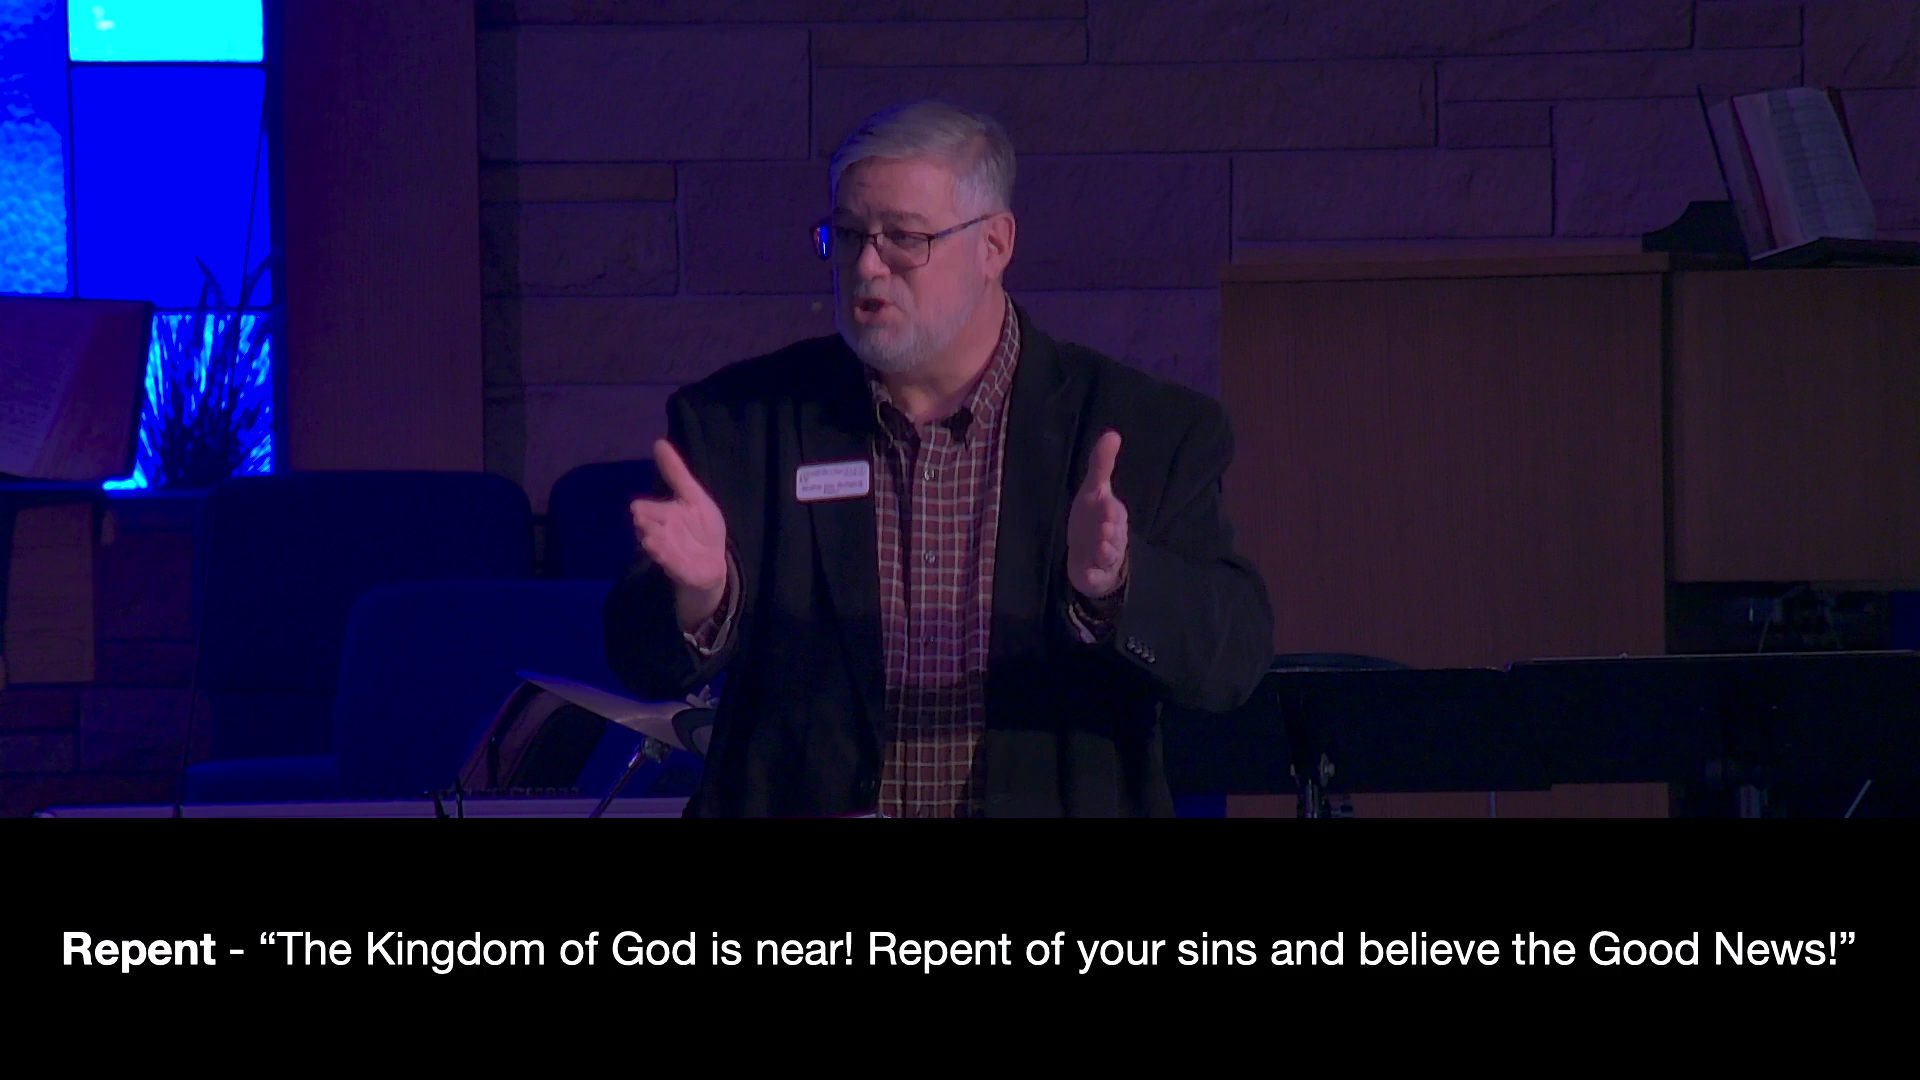 Repent - “The Kingdom of God is near! Repent of your sins and believe the Good News!”